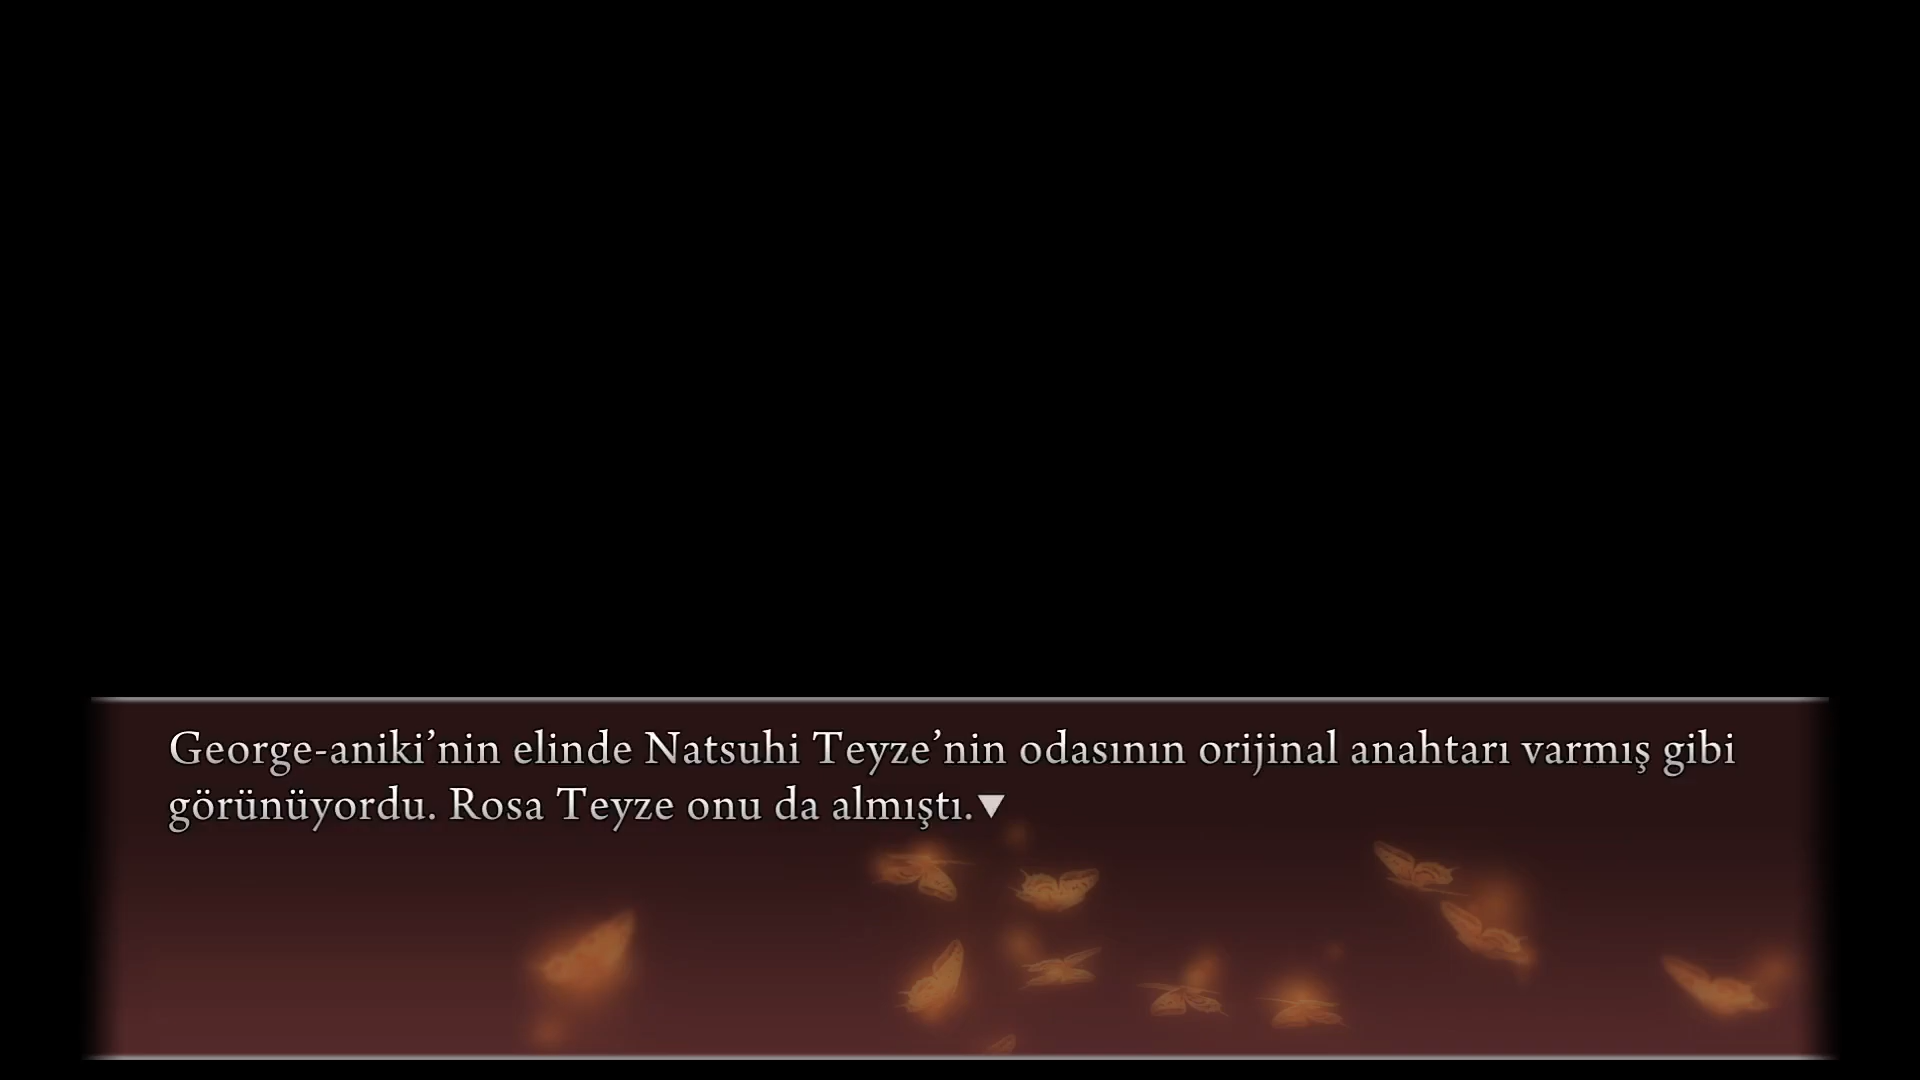 George-aniki’nin elinde Natsuhi Teyze’nin odasının orijinal anahtarı varmış gibi
görünüyordu. Rosa Teyze onu da almıştı.▼